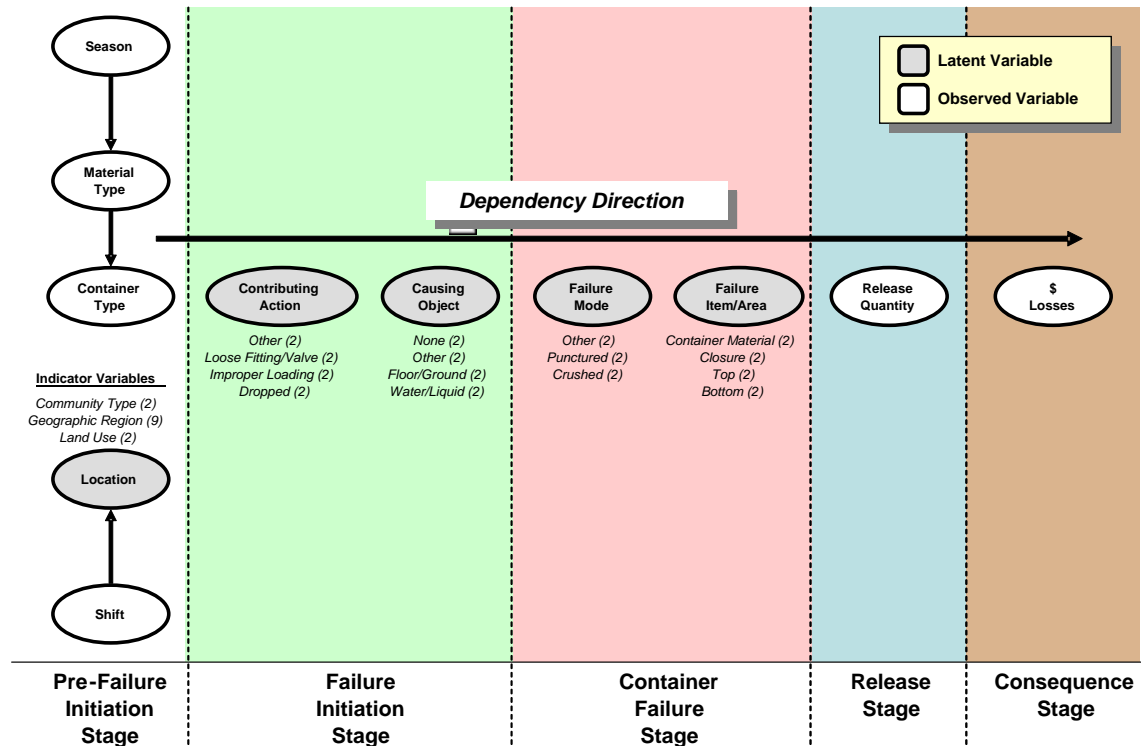 Season
Latent Variable
Observed Variable
Material
Type
Dependency Direction
Container
Type
Contributing
Action
Causing
Object
Failure
Mode
Failure
Item/Area
Release
Quantity
$
Losses
Other (2)
Loose Fitting/Valve (2)
Improper Loading (2)
Dropped (2)
None (2)
Other (2)
Floor/Ground (2)
Water/Liquid (2)
Other (2)
Punctured (2)
Crushed (2)
Container Material (2)
Closure (2)
Top (2)
Bottom (2)
Indicator Variables
Community Type (2)
Geographic Region (9)
Land Use (2)
Location
Shift
Pre-Failure
Initiation
Stage
Failure
Initiation
Stage
Container
Failure
Stage
Release
Stage
Consequence
Stage